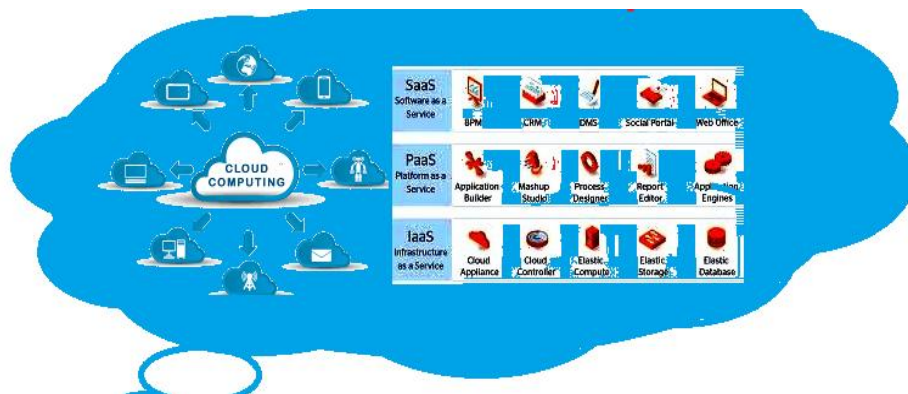 CLOUD
COMPUTING
SaaS
Software as a
Service
BPM
CRM
DMS
Social Portal
Web Office
PaaS
Platform as a
Service
Application
Builder
Mashup
Studio
Process
Designer
Report
Editor
Application
Engines
IaaS
Infrastructure
as a Service
Cloud
Appliance
Cloud
Controller
Elastic
Compute
Elastic
Storage
Elastic
Database